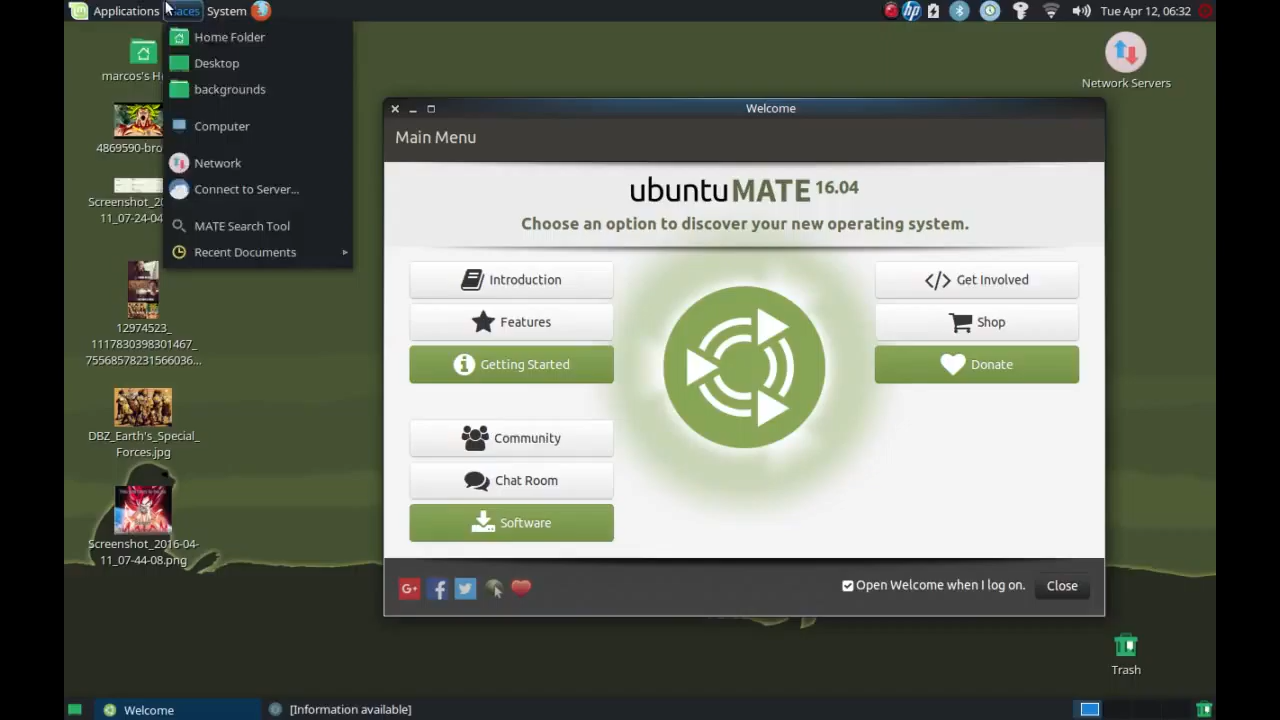 Applications Places System
Tue Apr 12, 06:32
Home Folder
Desktop
backgrounds
Computer
Network
Connect to Server...
MATE Search Tool
Recent Documents
marcos's H
4869590-bro
Screenshot_20
11_07-24-04
12974523_
1117830398301467_
75568578231566036...
DBZ_Earth's_Special_
Forces.jpg
Screenshot_2016-04-
11_07-44-08.png
Network Servers
Trash
Welcome
Main Menu
ubuntu MATE 16.04
Choose an option to discover your new operating system.
Introduction
Features
Getting Started
Community
Chat Room
Software
Get Involved
Shop
Donate
Open Welcome when I log on.
Close
Welcome
[Information available]